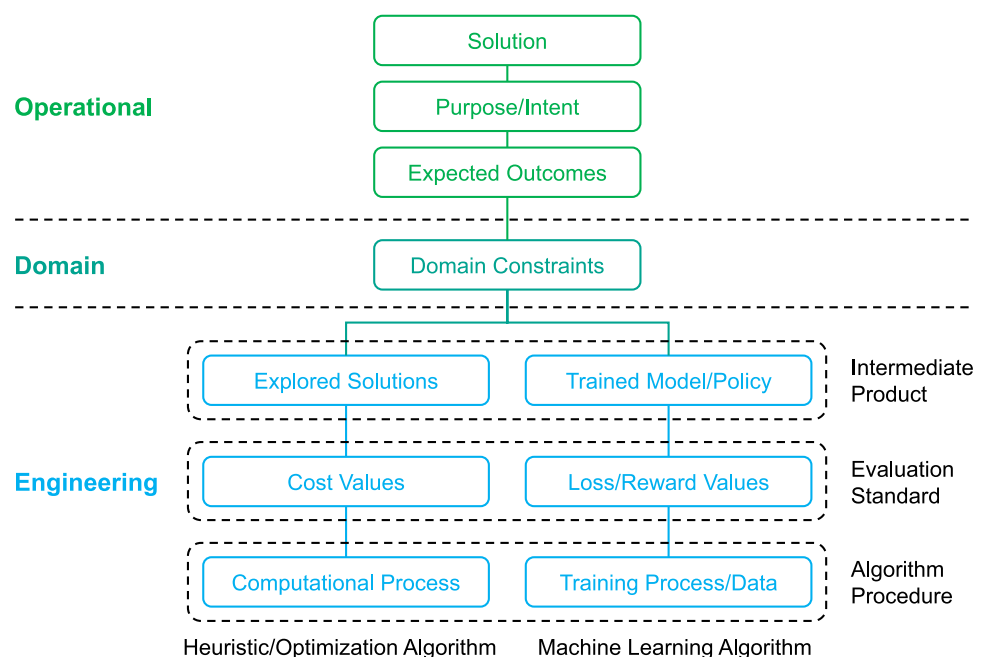 Solution
Operational
Purpose/Intent
Expected Outcomes
Domain
Domain Constraints
Explored Solutions
Trained Model/Policy
Intermediate
Product
Engineering
Cost Values
Loss/Reward Values
Evaluation
Standard
Computational Process
Training Process/Data
Algorithm
Procedure
Heuristic/Optimization Algorithm
Machine Learning Algorithm